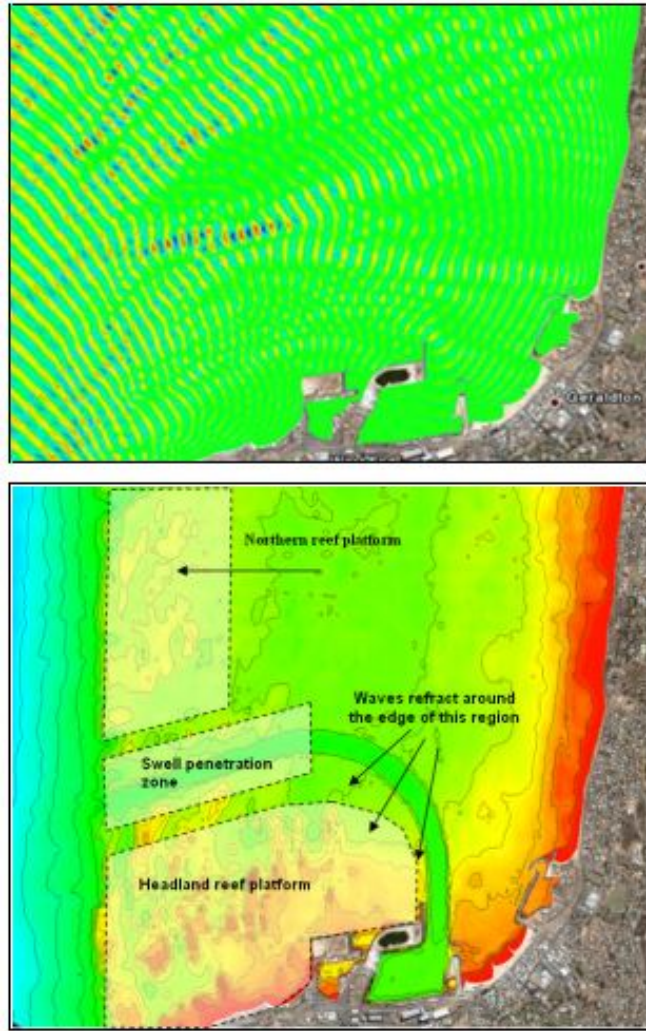 Geraldton
Northern reef platform
Waves refract around
the edge of this region
Swell penetration
zone
Headland reef platform